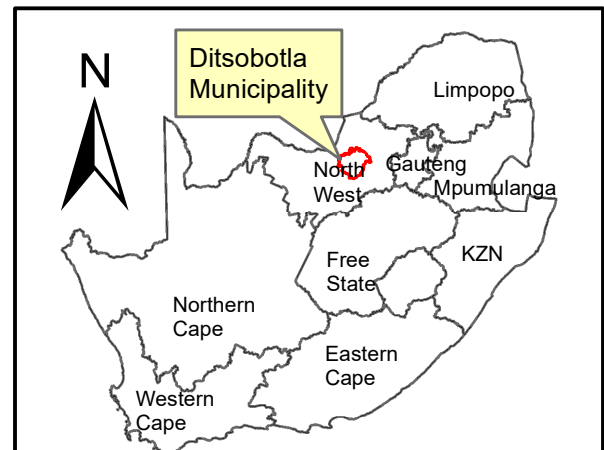 N
Ditsobotla
Municipality
Limpopo
North
West
Gauteng
Mpumulanga
Free
State
KZN
Northern
Cape
Eastern
Cape
Western
Cape